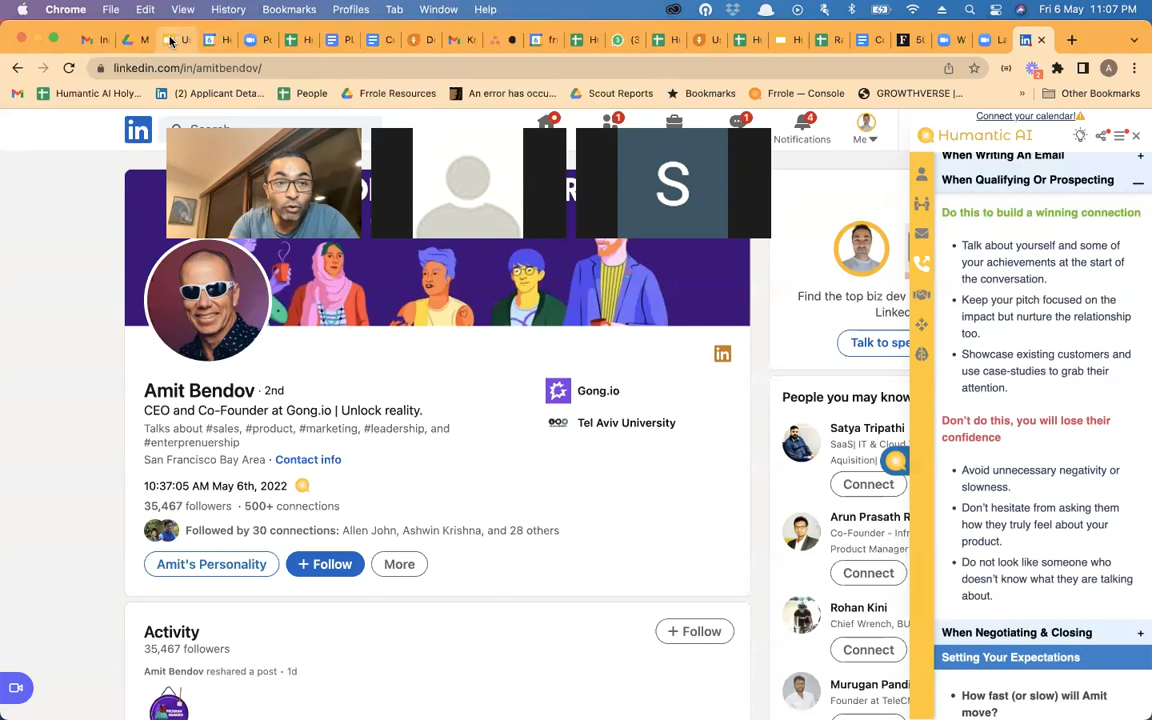 Chrome File Edit View History Bookmarks Profiles Tab Window Help
Fri 6 May 11:07 PM
linkedin.com/in/amitbendov/
Humantic AI Holy...
(2) Applicant Deta...
People
Frrole Resources
An error has occu...
Scout Reports
Bookmarks
Frrole — Console
GROWTHVERSE |...
»
Other Bookmarks
in
Search
1
1
4
Notifications
Me
S
Amit Bendov · 2nd
CEO and Co-Founder at Gong.io | Unlock reality.
Talks about #sales, #product, #marketing, #leadership, and
#enterprenuership
San Francisco Bay Area · Contact info
10:37:05 AM May 6th, 2022
35,467 followers · 500+ connections
Followed by 30 connections: Allen John, Ashwin Krishna, and 28 others
Amit's Personality
+ Follow
More
in
Gong.io
Tel Aviv University
Activity
35,467 followers
+ Follow
Amit Bendov reshared a post · 1d
Find the top biz dev
Linke
Talk to spe
People you may know
Satya Tripathi
SaaS| IT & Cloud
Aquisition|
Connect
Arun Prasath R
Co-Founder - Infr
Product Manager
Connect
Rohan Kini
Chief Wrench, BU
Connect
Murugan Pandi
Founder at TeleC
Connect your calendar!
Humantic AI
When Writing An Email +
When Qualifying Or Prospecting —
Do this to build a winning connection
• Talk about yourself and some of
your achievements at the start of
the conversation.
• Keep your pitch focused on the
impact but nurture the relationship
too.
• Showcase existing customers and
use case-studies to grab their
attention.
Don't do this, you will lose their
confidence
• Avoid unnecessary negativity or
slowness.
• Don't hesitate from asking them
how they truly feel about your
product.
• Do not look like someone who
doesn't know what they are talking
about.
When Negotiating & Closing +
Setting Your Expectations
• How fast (or slow) will Amit
move?